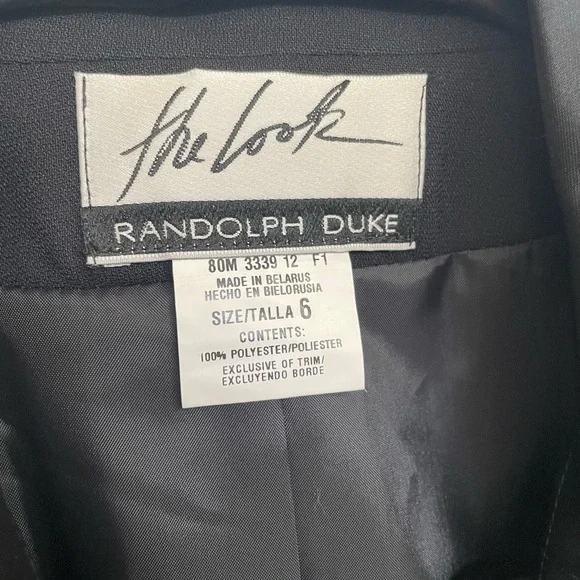 the look
RANDOLPH DUKE
80M 3339 12 F1
MADE IN BELARUS
HECHO EN BIELORUSIA
SIZE/TALLA 6
CONTENTS:
100% POLYESTER/POLIESTER
EXCLUSIVE OF TRIM/
EXCLUYENDO BORDE